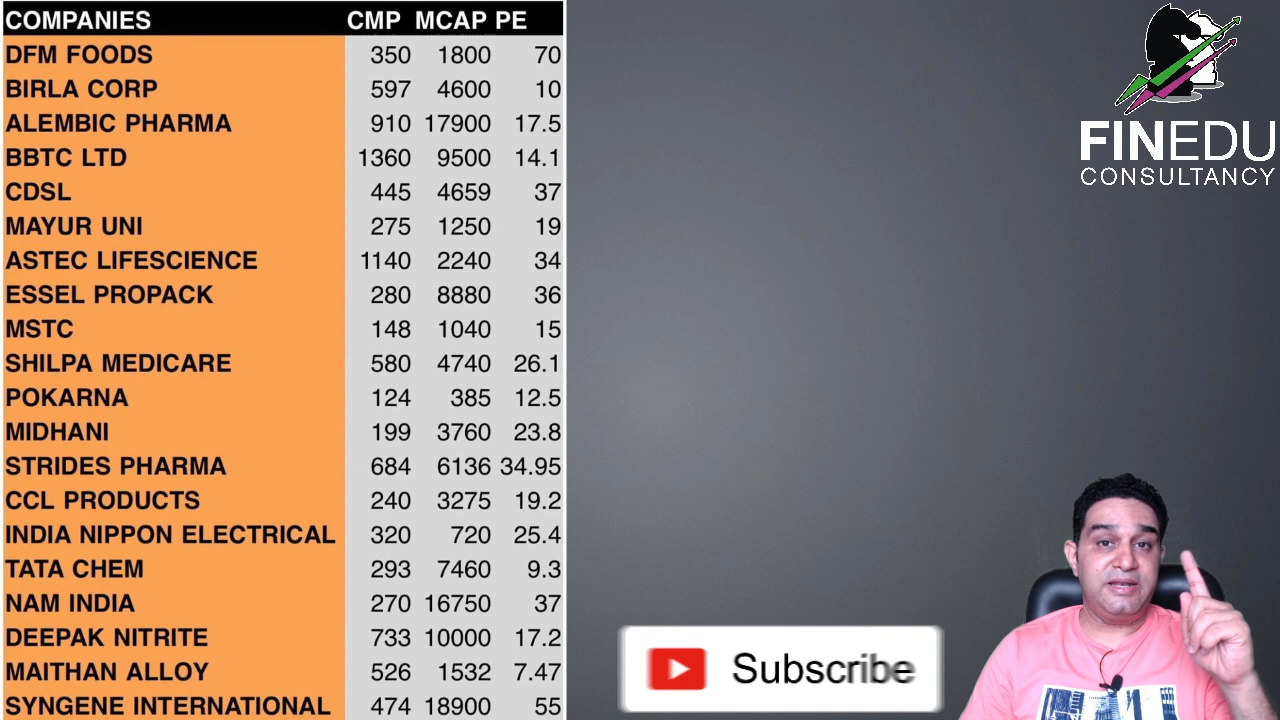 COMPANIES CMP MCAP PE
DFM FOODS 350 1800 70
BIRLA CORP 597 4600 10
ALEMBIC PHARMA 910 17900 17.5
BBTC LTD 1360 9500 14.1
CDSL 445 4659 37
MAYUR UNI 275 1250 19
ASTEC LIFESCIENCE 1140 2240 34
ESSEL PROPACK 280 8880 36
MSTC 148 1040 15
SHILPA MEDICARE 580 4740 26.1
POKARNA 124 385 12.5
MIDHANI 199 3760 23.8
STRIDES PHARMA 684 6136 34.95
CCL PRODUCTS 240 3275 19.2
INDIA NIPPON ELECTRICAL 320 720 25.4
TATA CHEM 293 7460 9.3
NAM INDIA 270 16750 37
DEEPAK NITRITE 733 10000 17.2
MAITHAN ALLOY 526 1532 7.47
SYNGENE INTERNATIONAL 474 18900 55
FINEDU
CONSULTANCY
Subscribe